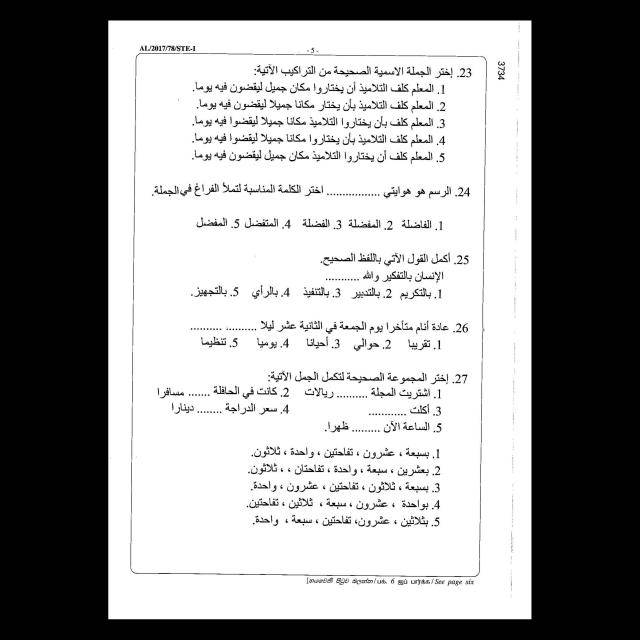 AL/2017/78/STE-I
- 5 -
3734
23. إختر الجملة الاسمية الصحيحة من التراكيب الآتية:
1. المعلم كلف التلاميذ أن يختاروا مكان جميل ليقضون فيه يوما.
2. المعلم كلف التلاميذ بأن يختار مكانا جميلا ليقضون فيه يوما.
3. المعلم كلف بأن يختاروا التلاميذ مكانا جميلا ليقضوا فيه يوما.
4. المعلم كلف التلاميذ بأن يختاروا مكانا جميلا ليقضوا فيه يوما.
5. المعلم كلف أن يختاروا التلاميذ مكان جميل ليقضون فيه يوما.
24. الرسم هو هوايتي ................ اختر الكلمة المناسبة لتملأ الفراغ في الجملة.
1. الفاضلة 2. المفضلة 3. الفضلة 4. المتفضل 5. المفضل
25. أكمل القول الآتي باللفظ الصحيح.
الإنسان بالتفكير والله ...........
1. بالتكريم 2. بالتدبير 3. بالتنفيذ 4. بالرأي 5. بالتجهيز.
26. عادة أنام متأخرا يوم الجمعة في الثانية عشر ليلا .......... ..........
1. تقريبا 2. حوالي 3. أحيانا 4. يوميا 5. تنظيما
27. إختر المجموعة الصحيحة لتكمل الجمل الآتية:
1. اشتريت المجلة .......... ريالات 2. كانت في الحافلة ....... مسافرا
3. أكلت ............ 4. سعر الدراجة ........ دينارا
5. الساعة الآن ......... ظهرا.
1. بسبعة ، عشرون ، تفاحتين ، واحدة ، ثلاثون.
2. بعشرين ، سبعة ، واحدة ، تفاحتان ، ، ثلاثون.
3. بسبعة ، ثلاثون ، تفاحتين ، عشرون ، واحدة.
4. بواحدة ، عشرون ، سبعة ، ثلاثين ، تفاحتين.
5. بثلاثين ، عشرون، تفاحتين ، سبعة ، واحدة.
[හයවෙනි පිටුව බලන්න/பக். 6 ஐப் பார்க்க/See page six